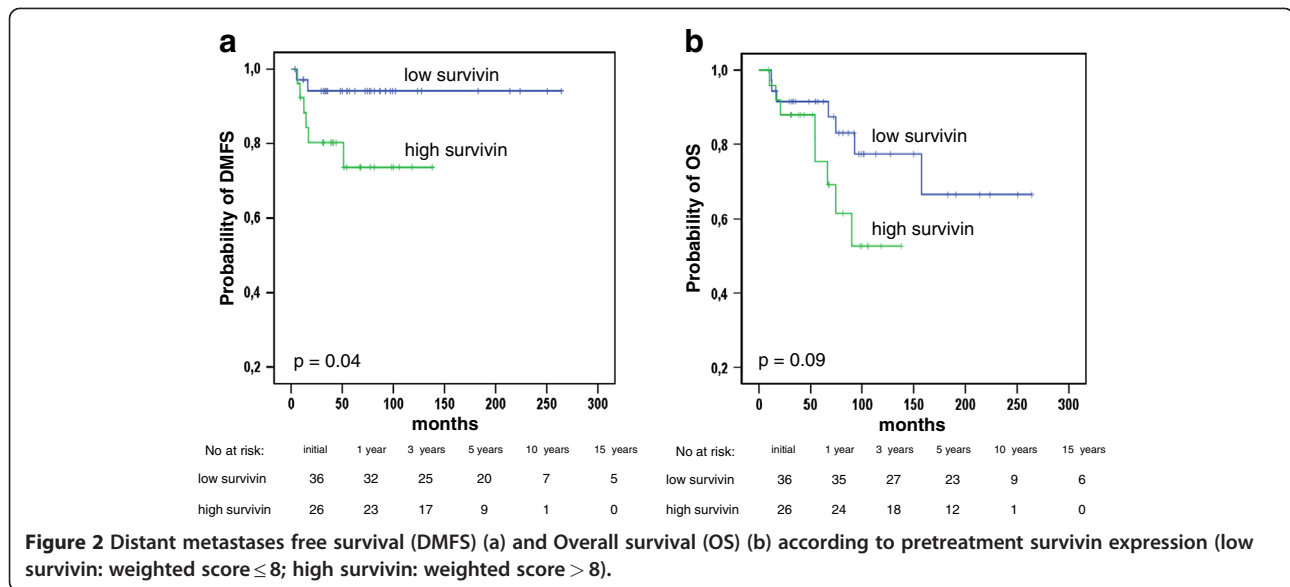 a
1,0
0,8
0,6
0,4
0,2
Probability of DMFS
low survivin
high survivin
p = 0.04
0 50 100 150 200 250 300
months
No at risk: initial 1 year 3 years 5 years 10 years 15 years
low survivin 36 32 25 20 7 5
high survivin 26 23 17 9 1 0
b
1,0
0,8
0,6
0,4
0,2
Probability of OS
low survivin
high survivin
p = 0.09
0 50 100 150 200 250 300
months
No at risk: initial 1 year 3 years 5 years 10 years 15 years
low survivin 36 35 27 23 9 6
high survivin 26 24 18 12 1 0
Figure 2 Distant metastases free survival (DMFS) (a) and Overall survival (OS) (b) according to pretreatment survivin expression (low
survivin: weighted score ≤ 8; high survivin: weighted score > 8).